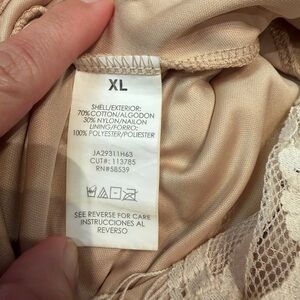 XL
SHELL/EXTERIOR:
70%COTTON/ALGODON
30% NYLON/NAILON
LINING/FORRO:
100% POLYESTER/POLIESTER
JA29311H63
CUT#: 113785
RN#58539
SEE REVERSE FOR CARE
INSTRUCCIONES AL
REVERSO